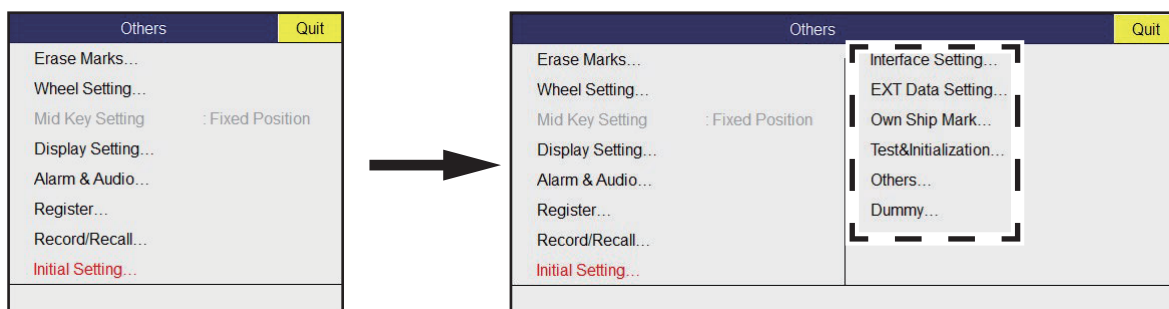 Others Quit
Erase Marks...
Wheel Setting...
Mid Key Setting : Fixed Position
Display Setting...
Alarm & Audio...
Register...
Record/Recall...
Initial Setting...
Others Quit
Erase Marks...
Wheel Setting...
Mid Key Setting : Fixed Position
Display Setting...
Alarm & Audio...
Register...
Record/Recall...
Initial Setting...
Interface Setting...
EXT Data Setting...
Own Ship Mark...
Test&Initialization...
Others...
Dummy...